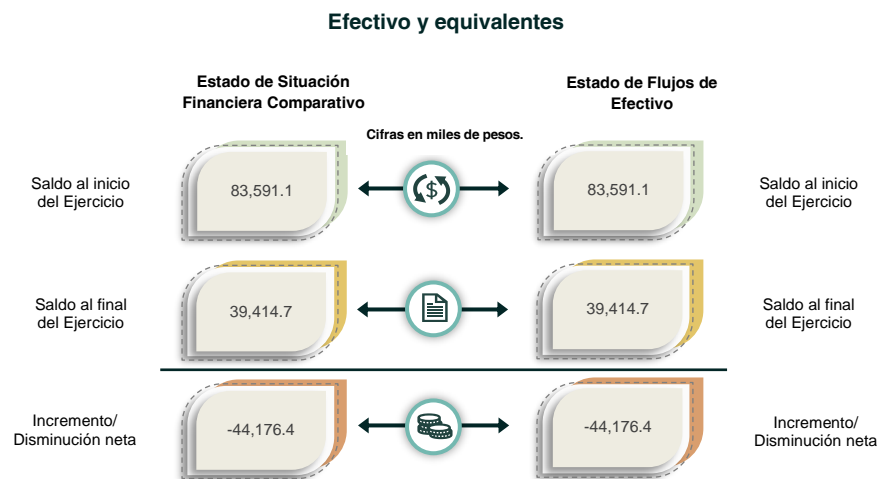 Efectivo y equivalentes
Estado de Situación
Financiera Comparativo
Estado de Flujos de
Efectivo
Cifras en miles de pesos.
Saldo al inicio
del Ejercicio
83,591.1
$
83,591.1
Saldo al inicio
del Ejercicio
Saldo al final
del Ejercicio
39,414.7
39,414.7
Saldo al final
del Ejercicio
Incremento/
Disminución neta
-44,176.4
-44,176.4
Incremento/
Disminución neta